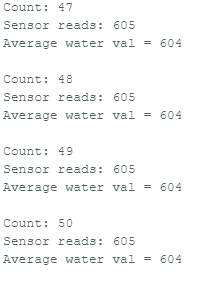 Count: 47
Sensor reads: 605
Average water val = 604
Count: 48
Sensor reads: 605
Average water val = 604
Count: 49
Sensor reads: 605
Average water val = 604
Count: 50
Sensor reads: 605
Average water val = 604